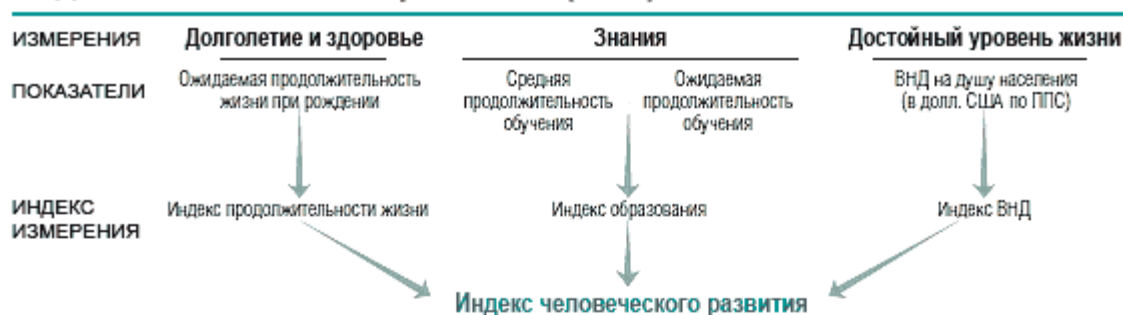 ИЗМЕРЕНИЯ
Долголетие и здоровье
Знания
Достойный уровень жизни
ПОКАЗАТЕЛИ
Ожидаемая продолжительность
жизни при рождении
Средняя
продолжительность
обучения
Ожидаемая
продолжительность
обучения
ВНД на душу населения
(в долл. США по ППС)
ИНДЕКС
ИЗМЕРЕНИЯ
Индекс продолжительности жизни
Индекс образования
Индекс ВНД
Индекс человеческого развития